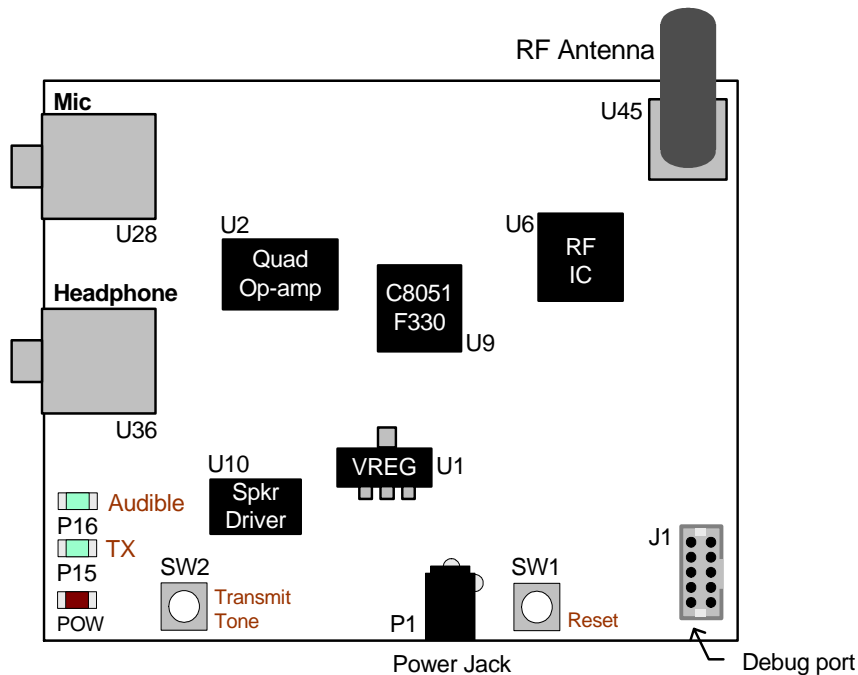 RF Antenna
Mic
U45
U28
U2
Quad
Op-amp
U6
RF
IC
Headphone
C8051
F330
U9
U36
U10
VREG
U1
Spkr
Driver
Audible
P16
TX
P15
POW
SW2
Transmit
Tone
P1
SW1
Reset
J1
Power Jack
Debug port